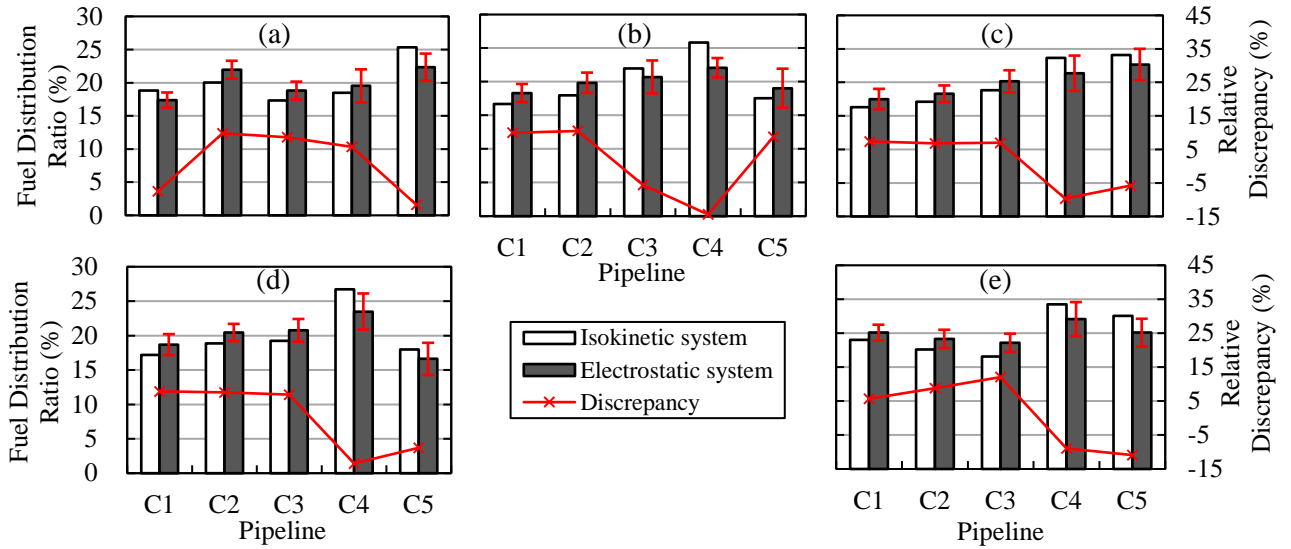 Fuel Distribution
Ratio (%)
30
25
20
15
10
5
0
(a)
(b)
C1 C2 C3 C4 C5
Pipeline
(c)
45
35
25
15
5
-5
-15
Relative
Discrepancy (%)
Fuel Distribution
Ratio (%)
30
25
20
15
10
5
0
(d)
C1 C2 C3 C4 C5
Pipeline
Isokinetic system
Electrostatic system
Discrepancy
(e)
45
35
25
15
5
-5
-15
Relative
Discrepancy (%)
C1 C2 C3 C4 C5
Pipeline